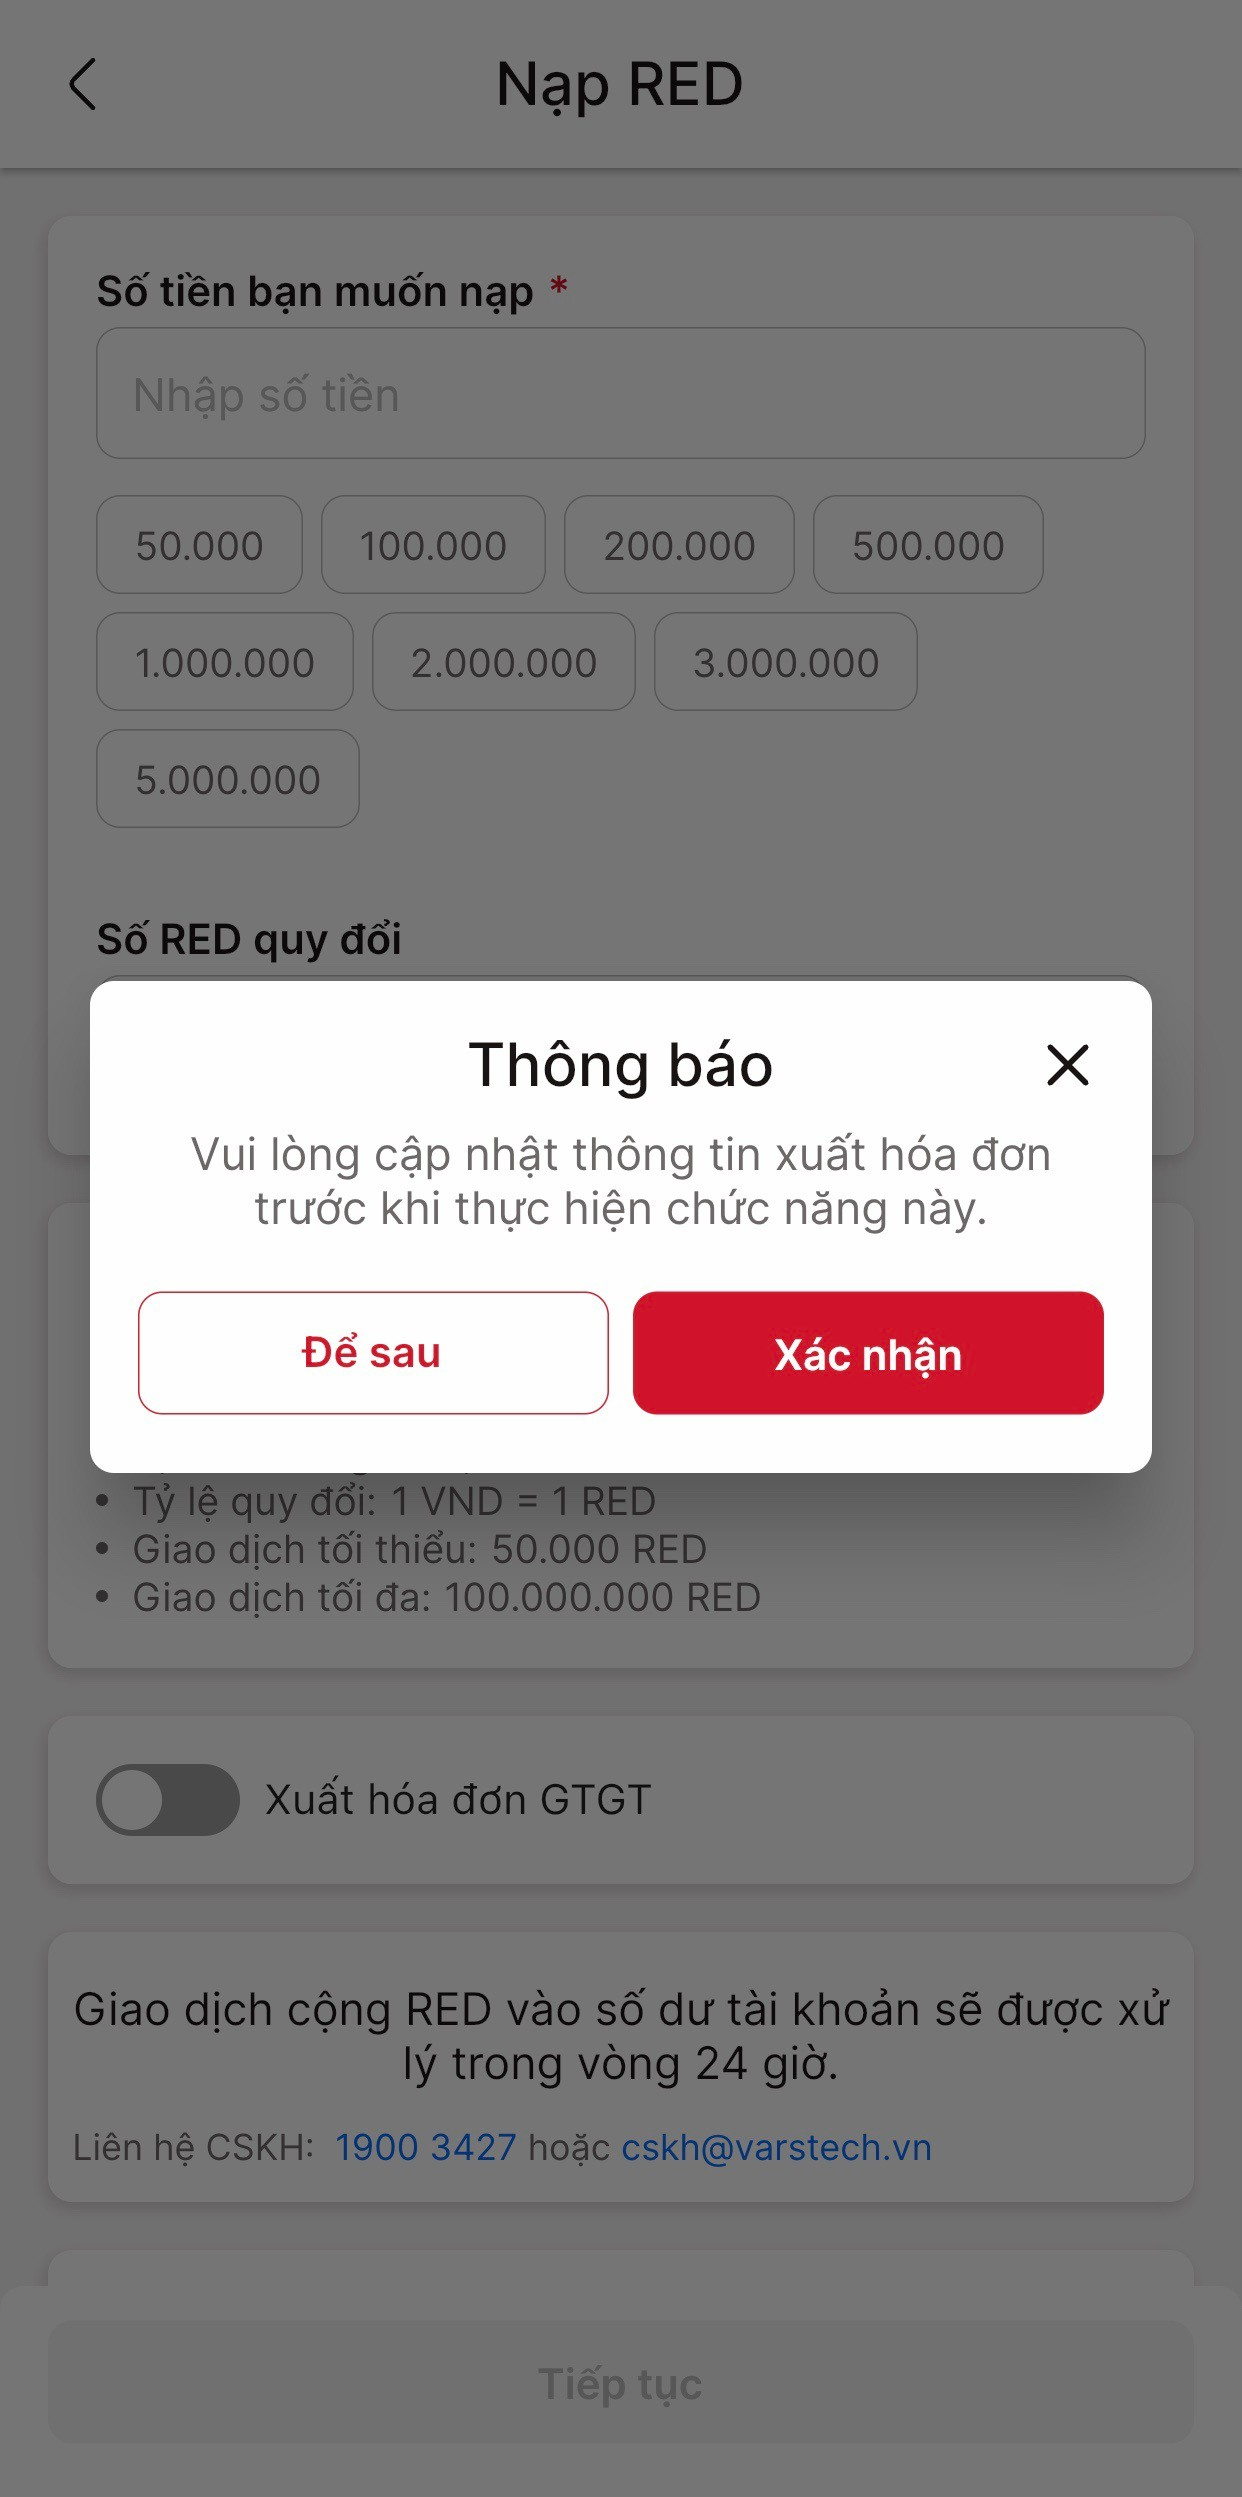 Nạp RED
Số tiền bạn muốn nạp *
Nhập số tiền
50.000 100.000 200.000 500.000
1.000.000 2.000.000 3.000.000
5.000.000
Số RED quy đổi
Thông báo
Vui lòng cập nhật thông tin xuất hóa đơn
trước khi thực hiện chức năng này.
Để sau Xác nhận
• Tỷ lệ quy đổi: 1 VND = 1 RED
• Giao dịch tối thiểu: 50.000 RED
• Giao dịch tối đa: 100.000.000 RED
Xuất hóa đơn GTGT
Giao dịch cộng RED vào số dư tài khoản sẽ được xử
lý trong vòng 24 giờ.
Liên hệ CSKH: 1900 3427 hoặc cskh@varstech.vn
Tiếp tục